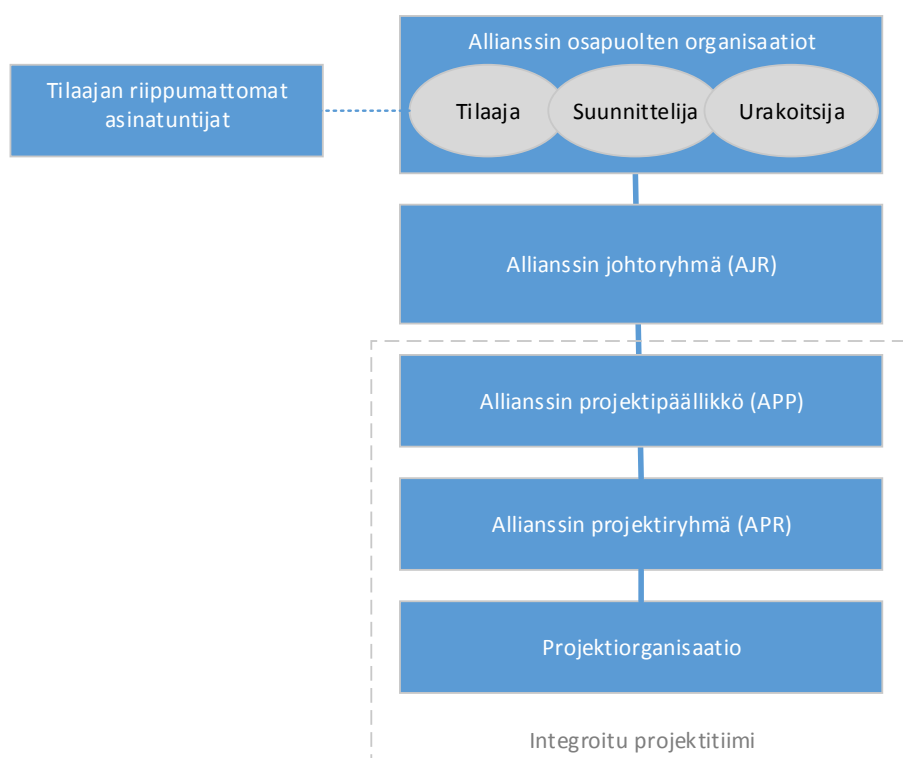 Allianssin osapuolten organisaatiot
Tilaajan riippumattomat
asinatuntijat
Tilaaja
Suunnittelija
Urakoitsija
Allianssin johtoryhmä (AJR)
Allianssin projektipäällikkö (APP)
Allianssin projektiryhmä (APR)
Projektiorganisaatio
Integroitu projektitiimi